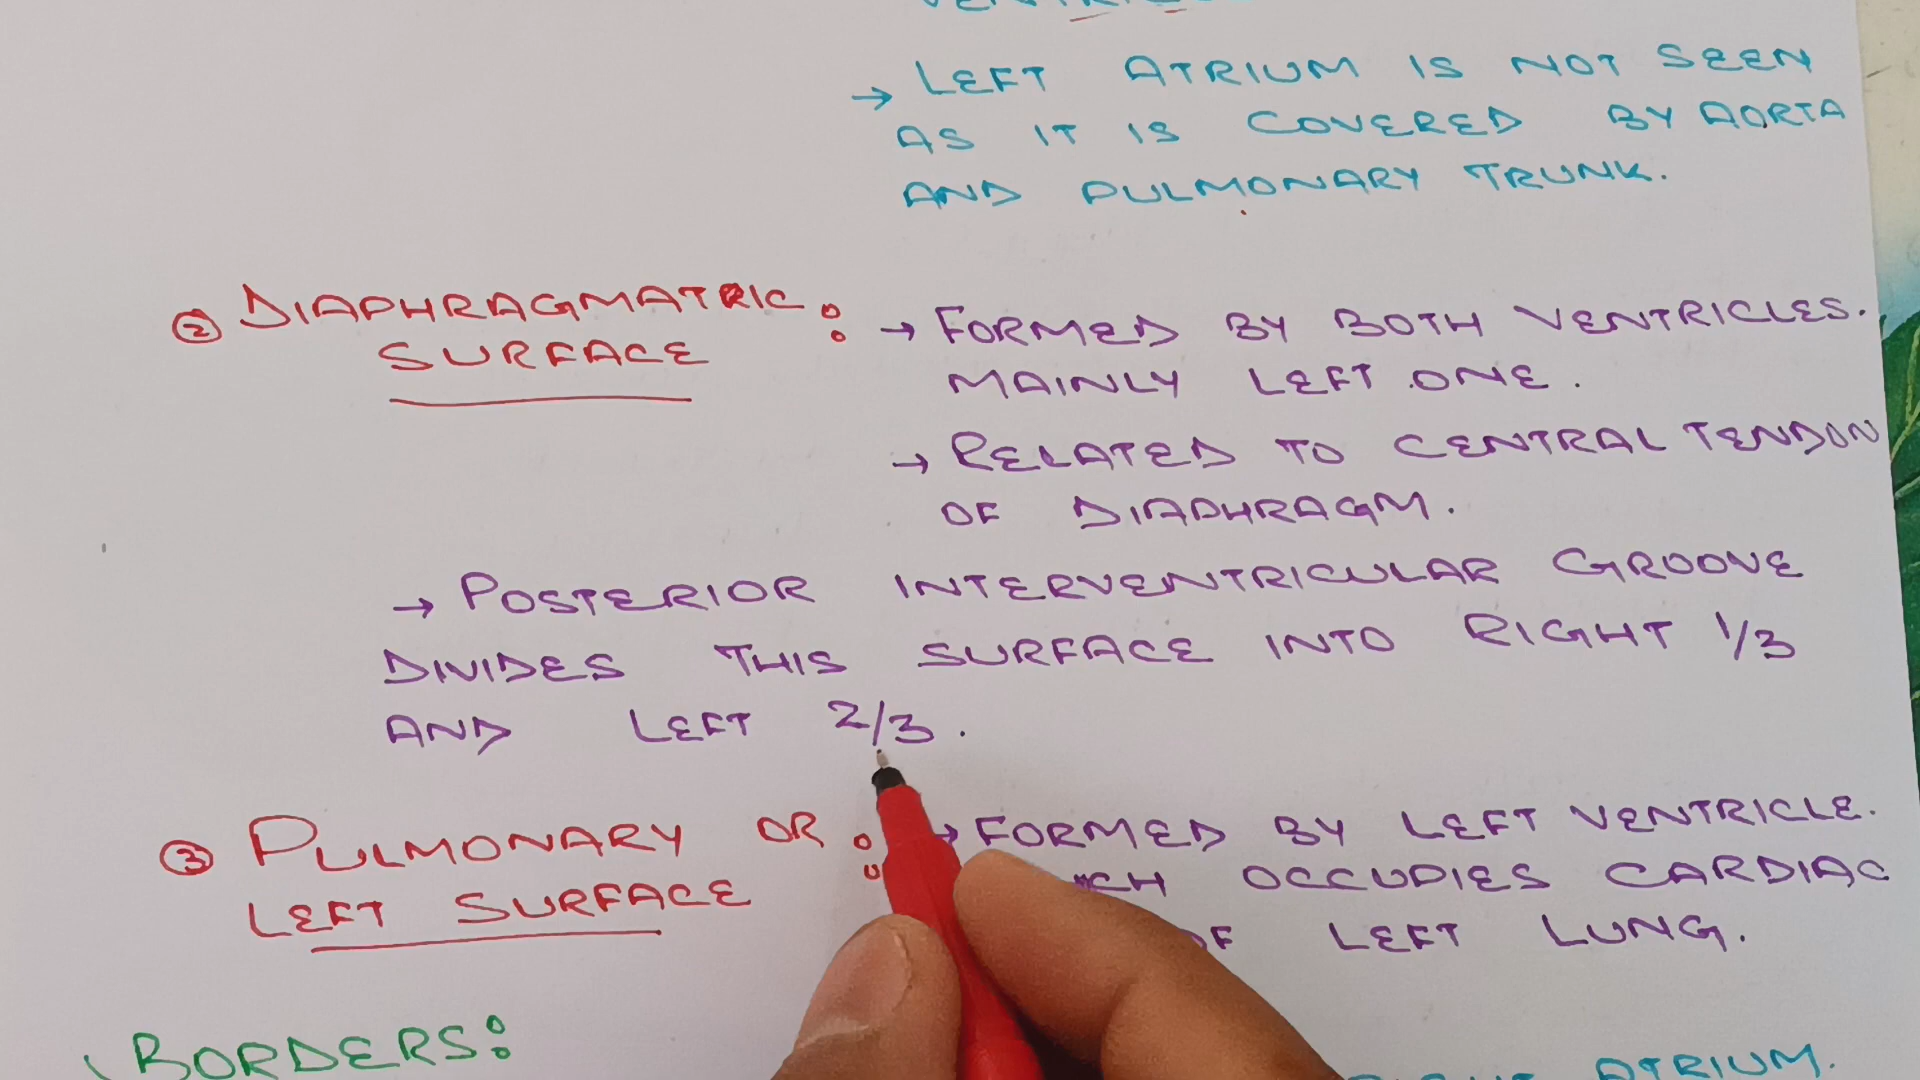 → LEFT ATRIUM IS NOT SEEN
AS IT IS COVERED BY AORTA
AND PULMONARY TRUNK.
② DIAPHRAGMATRIC SURFACE :
→ FORMED BY BOTH VENTRICLES.
MAINLY LEFT ONE.
→ RELATED TO CENTRAL TENDON
OF DIAPHRAGM.
→ POSTERIOR INTERVENTRICULAR GROOVE
DIVIDES THIS SURFACE INTO RIGHT 1/3
AND LEFT 2/3.
③ PULMONARY OR :
LEFT SURFACE
→ FORMED BY LEFT VENTRICLE.
OCCUPIES CARDIAC
OF LEFT LUNG.
BORDERS:
ATRIUM.